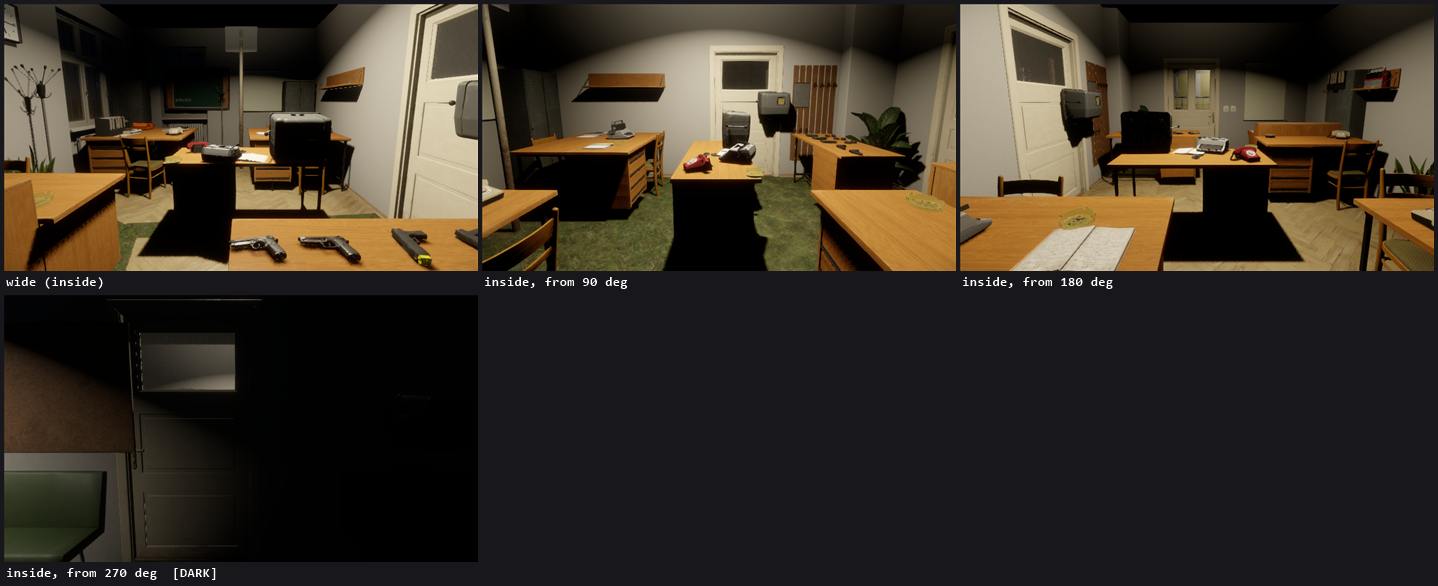 wide (inside)
inside, from 90 deg
inside, from 180 deg
inside, from 270 deg  [DARK]